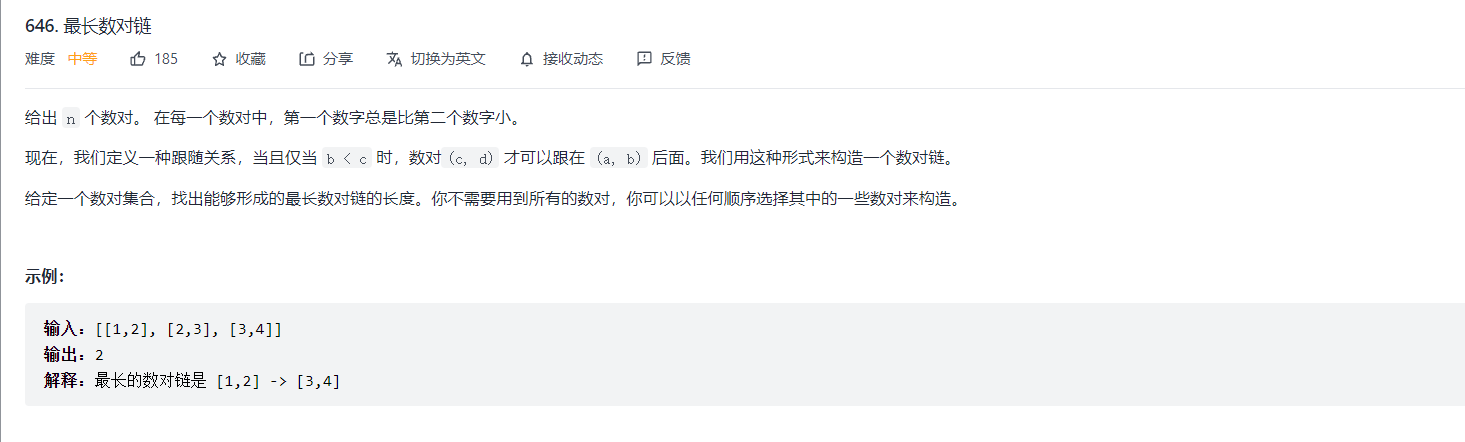 646. 最长数对链
难度 中等 185 收藏 分享 切换为英文 接收动态 反馈
给出 n 个数对。 在每一个数对中，第一个数字总是比第二个数字小。
现在，我们定义一种跟随关系，当且仅当 b < c 时，数对(c, d) 才可以跟在 (a, b) 后面。我们用这种形式来构造一个数对链。
给定一个数对集合，找出能够形成的最长数对链的长度。你不需要用到所有的数对，你可以以任何顺序选择其中的一些数对来构造。
示例：
输入：[[1,2], [2,3], [3,4]]
输出：2
解释：最长的数对链是 [1,2] -> [3,4]